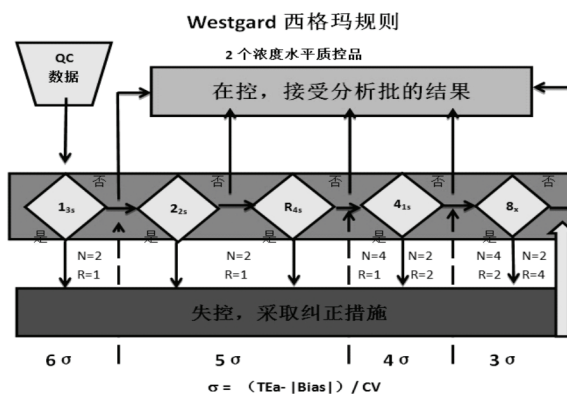 Westgard 西格玛规则
2 个浓度水平质控品
QC
数据
在控，接受分析批的结果
否 否 否 否 否
1₃ₛ 2₂ₛ R₄ₛ 4₁ₛ 8ₓ
是 是 是 是
N=2 N=2 N=4 N=2 N=4 N=2
R=1 R=1 R=1 R=2 R=2 R=4
失控，采取纠正措施
6 σ 5 σ 4 σ 3 σ
σ = （TEa- |Bias|）/ CV